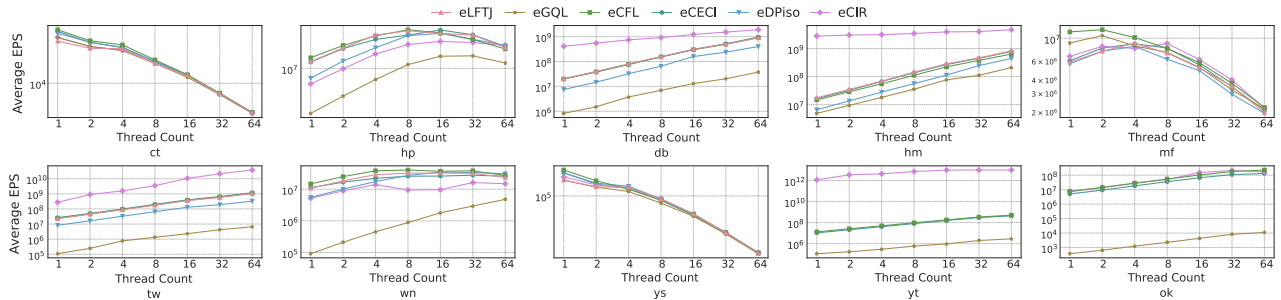 eLFTJ eGQL eCFL eCECI eDPiso eCIR
Average EPS
10⁴
1 2 4 8 16 32 64
Thread Count
ct
10⁷
1 2 4 8 16 32 64
Thread Count
hp
10⁹
10⁸
10⁷
10⁶
1 2 4 8 16 32 64
Thread Count
db
10⁹
10⁸
10⁷
1 2 4 8 16 32 64
Thread Count
hm
10⁷
6 × 10⁶
4 × 10⁶
3 × 10⁶
2 × 10⁶
1 2 4 8 16 32 64
Thread Count
mf
Average EPS
10¹⁰
10⁹
10⁸
10⁷
10⁶
10⁵
1 2 4 8 16 32 64
Thread Count
tw
10⁷
10⁶
10⁵
1 2 4 8 16 32 64
Thread Count
wn
10⁵
1 2 4 8 16 32 64
Thread Count
ys
10¹²
10¹⁰
10⁸
10⁶
1 2 4 8 16 32 64
Thread Count
yt
10⁸
10⁷
10⁶
10⁵
10⁴
10³
1 2 4 8 16 32 64
Thread Count
ok